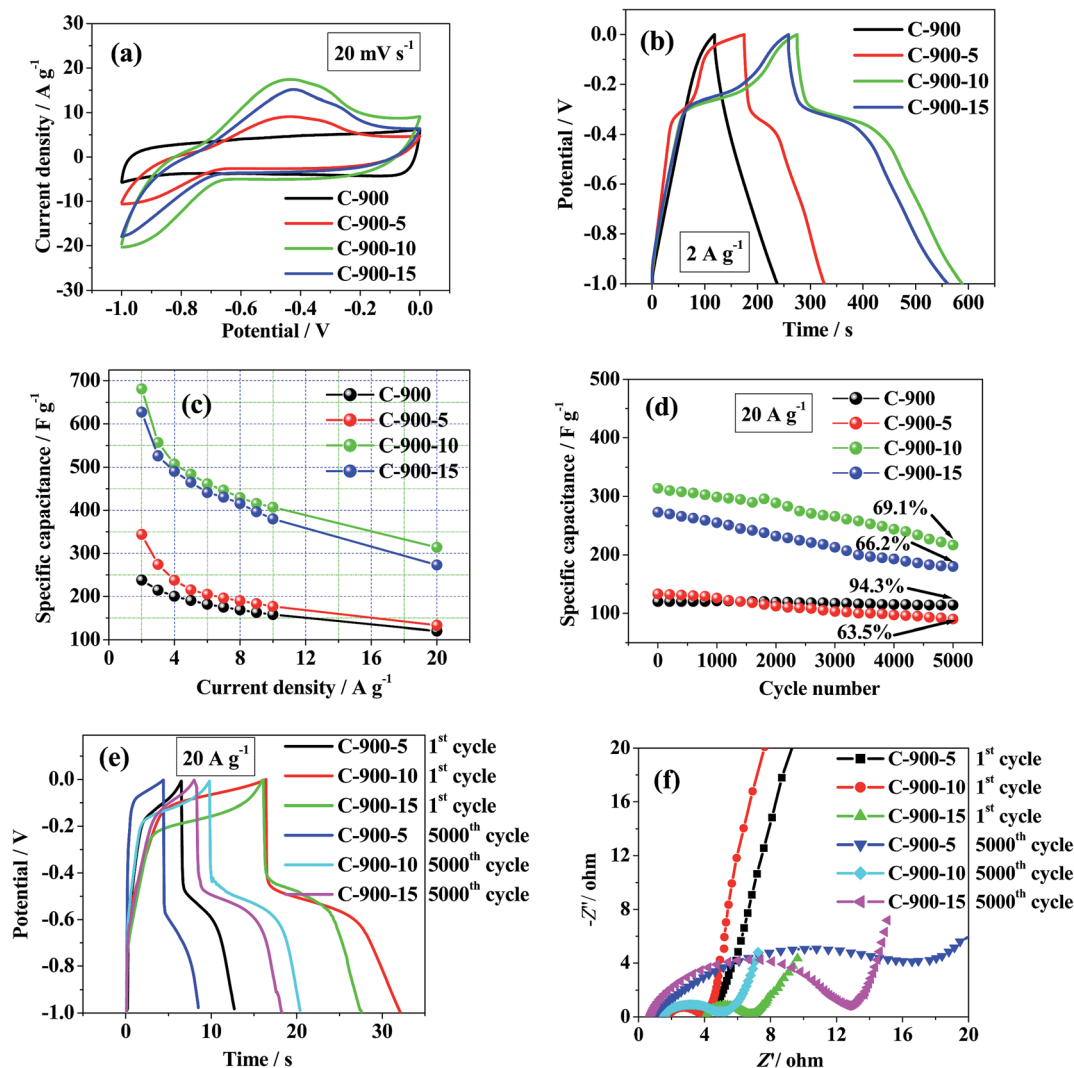 (a)
20 mV s⁻¹
Current density / A g⁻¹
30
20
10
0
-10
-20
-30
C-900
C-900-5
C-900-10
C-900-15
-1.0 -0.8 -0.6 -0.4 -0.2 0.0
Potential / V
(b)
C-900
C-900-5
C-900-10
C-900-15
Potential / V
0.0
-0.2
-0.4
-0.6
-0.8
-1.0
2 A g⁻¹
0 100 200 300 400 500 600
Time / s
(c)
C-900
C-900-5
C-900-10
C-900-15
Specific capacitance / F g⁻¹
700
600
500
400
300
200
100
0 4 8 12 16 20
Current density / A g⁻¹
(d)
20 A g⁻¹
C-900
C-900-5
C-900-10
C-900-15
Specific capacitance / F g⁻¹
500
400
300
200
100
69.1%
66.2%
94.3%
63.5%
0 1000 2000 3000 4000 5000
Cycle number
(e)
20 A g⁻¹
C-900-5 1st cycle
C-900-10 1st cycle
C-900-15 1st cycle
C-900-5 5000th cycle
C-900-10 5000th cycle
C-900-15 5000th cycle
Potential / V
0.0
-0.2
-0.4
-0.6
-0.8
-1.0
0 10 20 30
Time / s
(f)
C-900-5 1st cycle
C-900-10 1st cycle
C-900-15 1st cycle
C-900-5 5000th cycle
C-900-10 5000th cycle
C-900-15 5000th cycle
-Z''/ ohm
20
16
12
8
4
0
0 4 8 12 16 20
Z'/ ohm